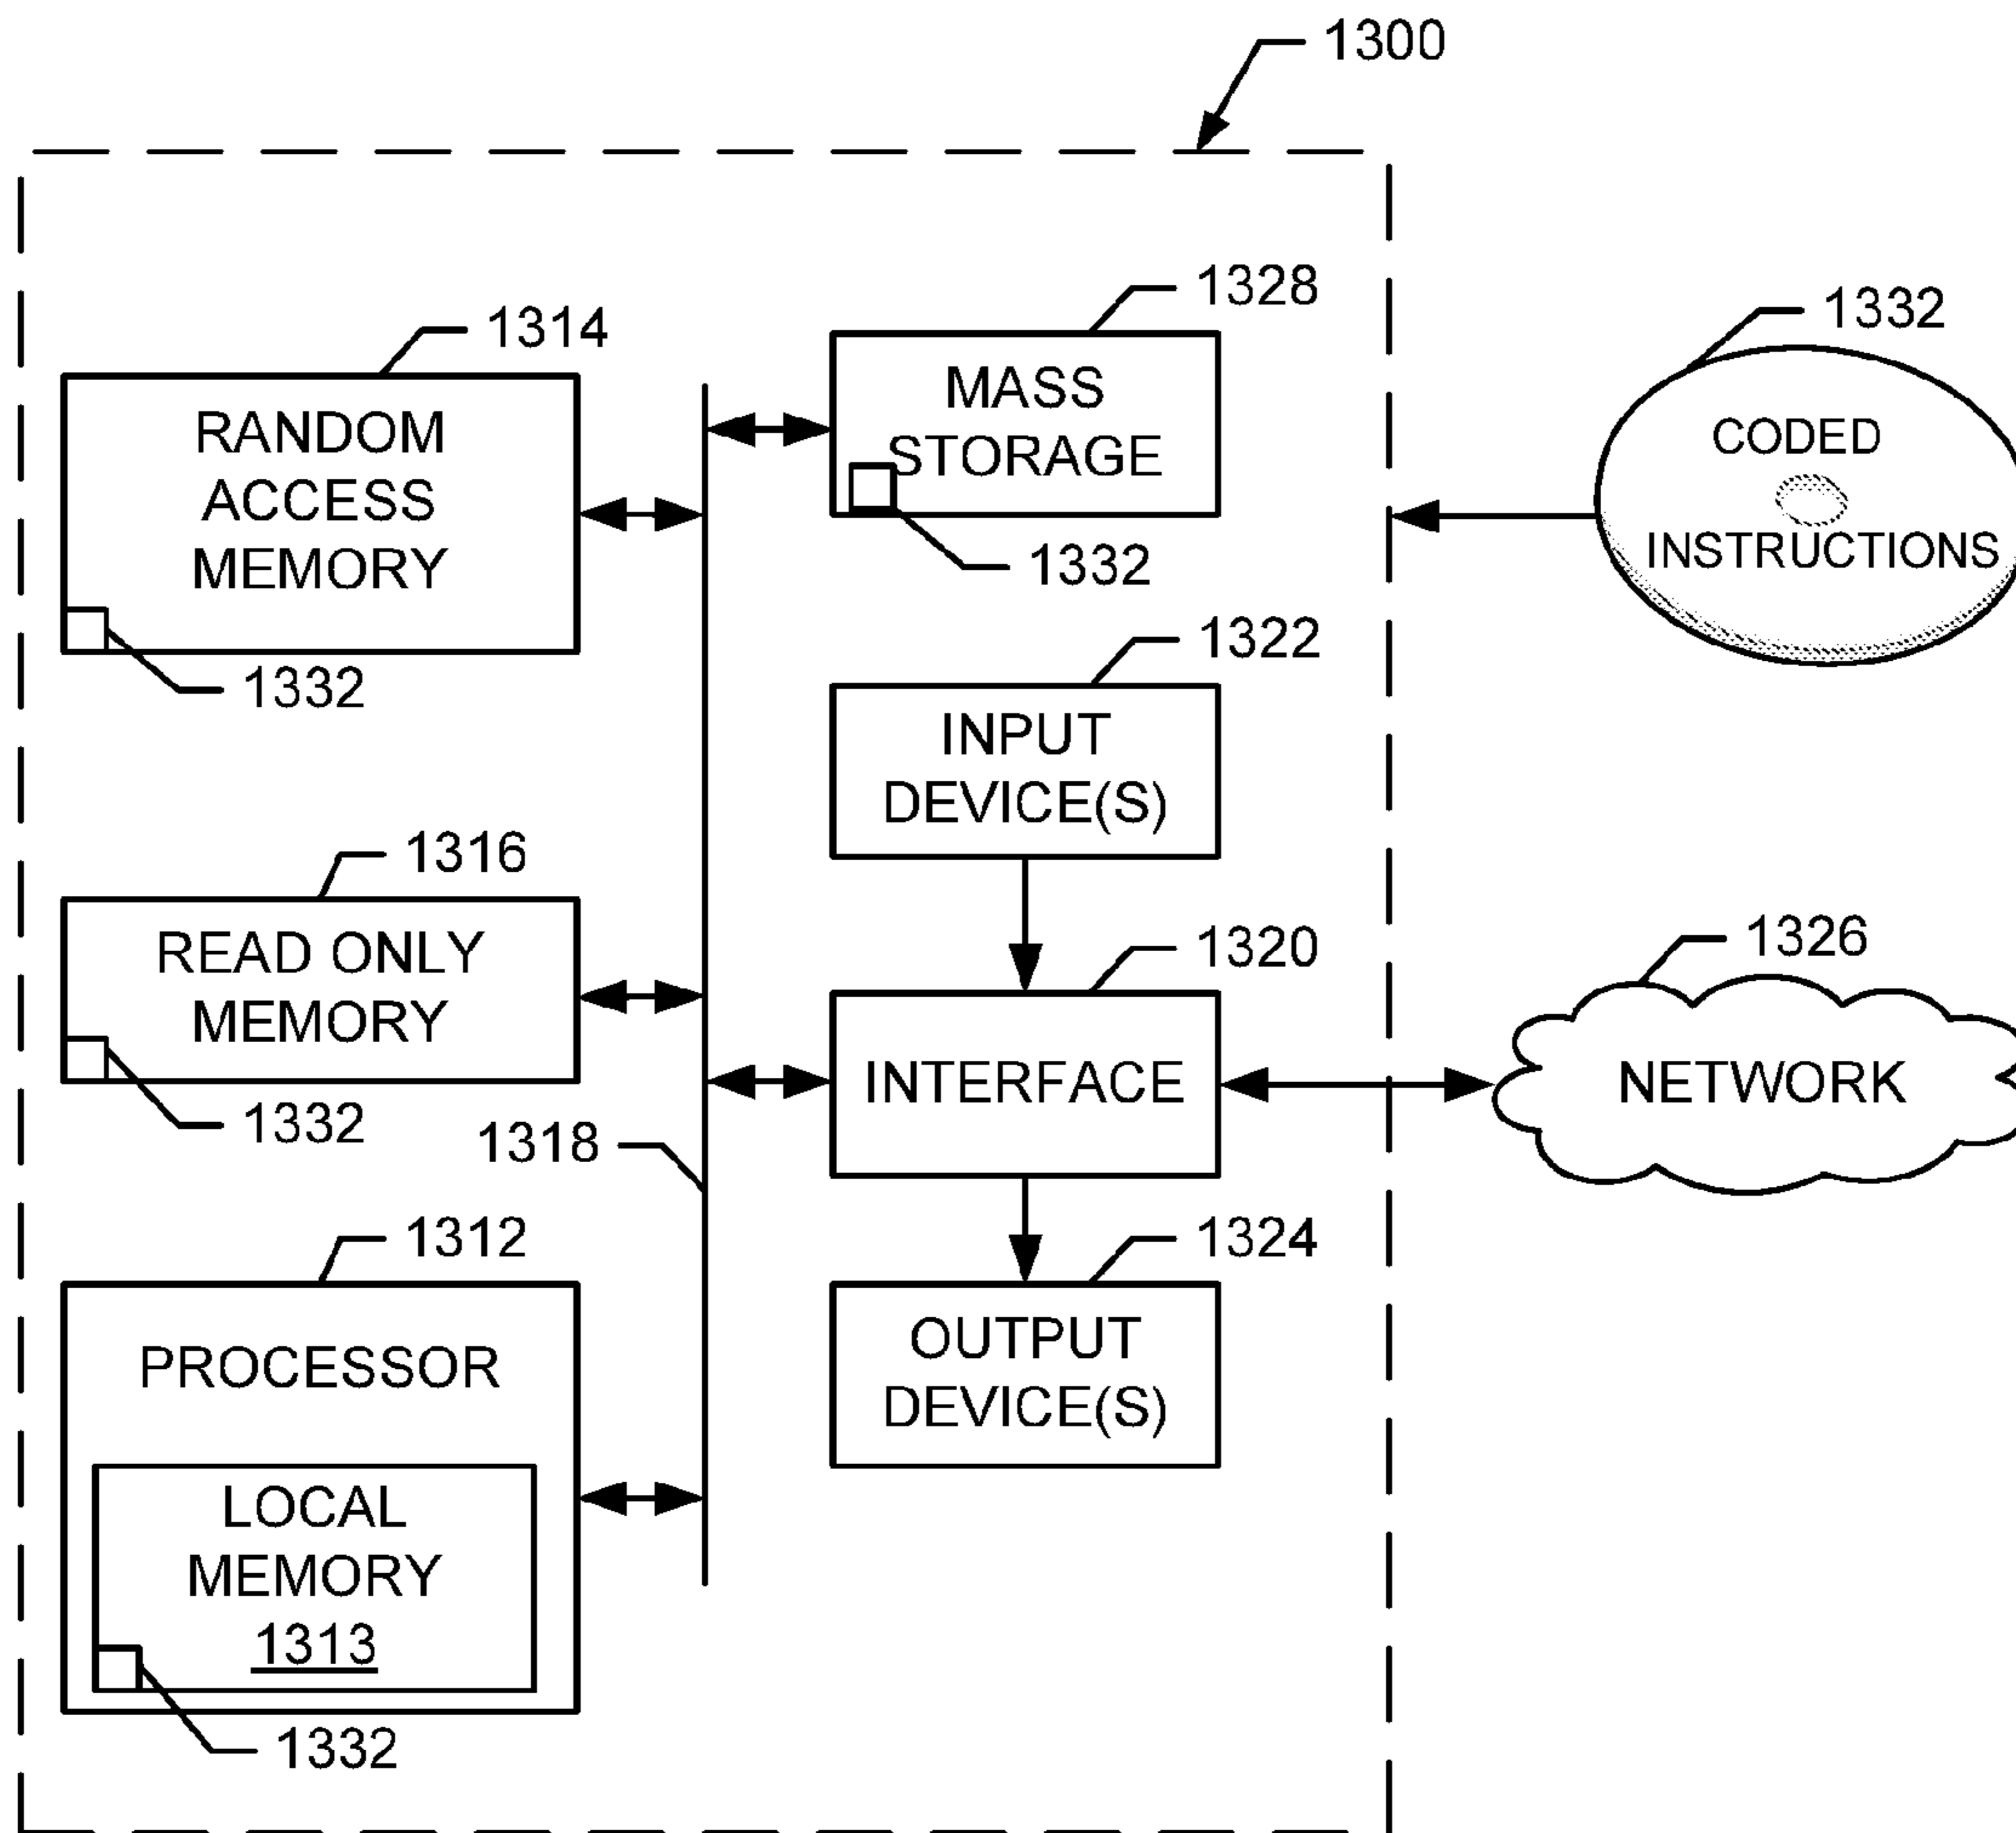 1300
1328
1314
1332
MASS
STORAGE
RANDOM
ACCESS
MEMORY
CODED
INSTRUCTIONS
1332
1332
1322
INPUT
DEVICE(S)
1316
READ ONLY
MEMORY
1320
1326
INTERFACE
NETWORK
1332
1318
1312
1324
PROCESSOR
OUTPUT
DEVICE(S)
LOCAL
MEMORY
1313
1332